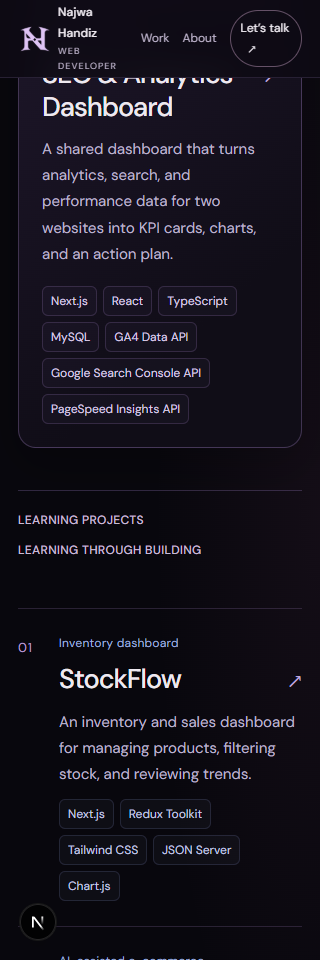 Najwa
Handiz
WEB
DEVELOPER
Work
About
Let's talk
↗
SEO & Analytics
Dashboard
A shared dashboard that turns
analytics, search, and
performance data for two
websites into KPI cards, charts,
and an action plan.
Next.js
React
TypeScript
MySQL
GA4 Data API
Google Search Console API
PageSpeed Insights API
LEARNING PROJECTS
LEARNING THROUGH BUILDING
01
Inventory dashboard
StockFlow
↗
An inventory and sales dashboard
for managing products, filtering
stock, and reviewing trends.
Next.js
Redux Toolkit
Tailwind CSS
JSON Server
Chart.js
N